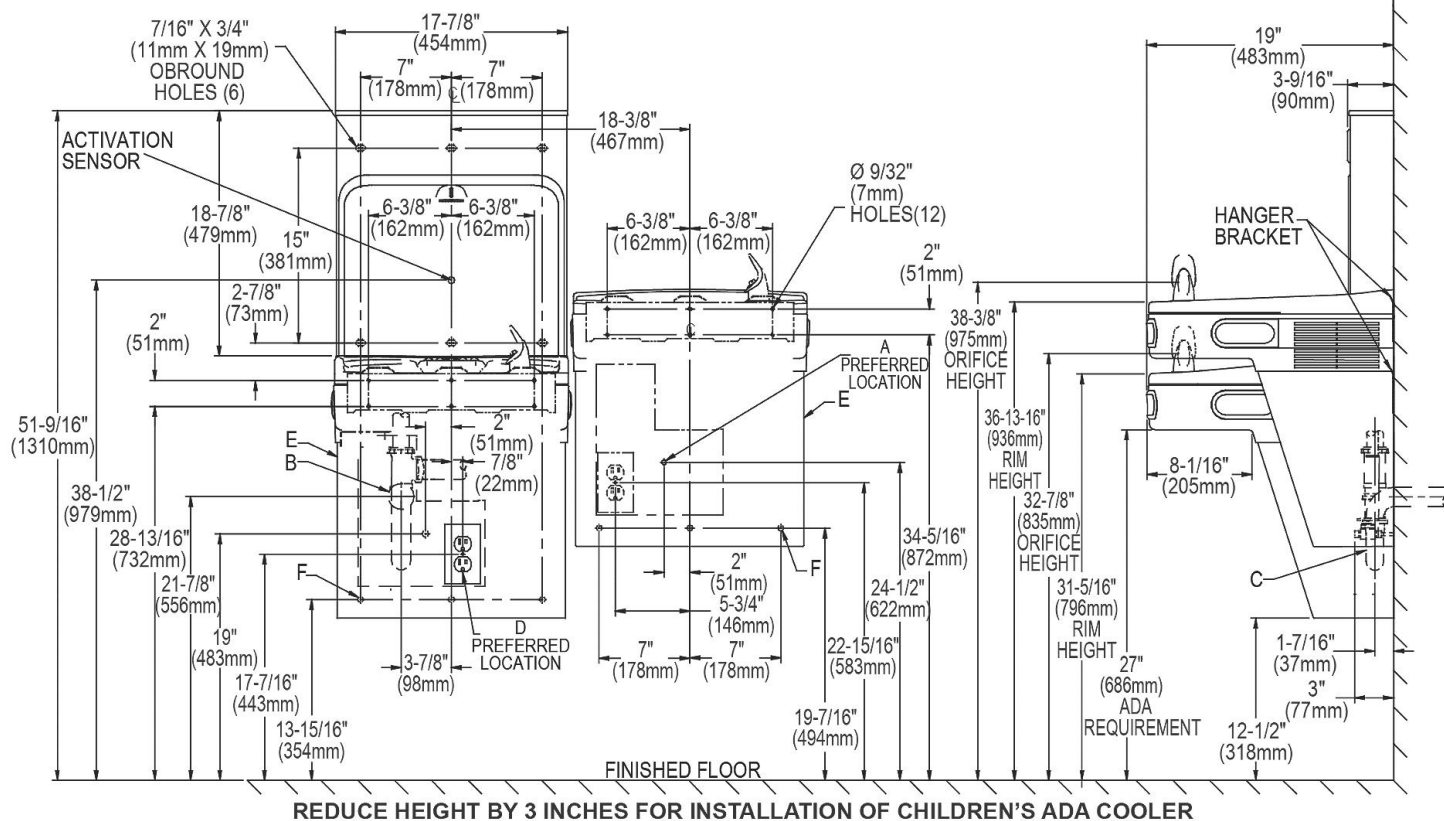 7/16" X 3/4"
(11mm X 19mm)
OBROUND
HOLES (6)
17-7/8"
(454mm)
7"
(178mm)
7"
(178mm)
℄
19"
(483mm)
3-9/16"
(90mm)
ACTIVATION
SENSOR
18-3/8"
(467mm)
Ø 9/32"
(7mm)
HOLES(12)
HANGER
BRACKET
18-7/8"
(479mm)
15"
(381mm)
6-3/8"
(162mm)
6-3/8"
(162mm)
6-3/8"
(162mm)
6-3/8"
(162mm)
2"
(51mm)
2-7/8"
(73mm)
2"
(51mm)
℄
38-3/8"
(975mm)
ORIFICE
HEIGHT
A
PREFERRED
LOCATION
E
51-9/16"
(1310mm)
36-13-16"
(936mm)
RIM
HEIGHT
E
B
2"
(51mm)
7/8"
(22mm)
8-1/16"
(205mm)
38-1/2"
(979mm)
32-7/8"
(835mm)
ORIFICE
HEIGHT
28-13/16"
(732mm)
34-5/16"
(872mm)
21-7/8"
(556mm)
F
2"
(51mm)
F
24-1/2"
(622mm)
C
31-5/16"
(796mm)
RIM
HEIGHT
5-3/4"
(146mm)
19"
(483mm)
D
PREFERRED
LOCATION
22-15/16"
(583mm)
3-7/8"
(98mm)
7"
(178mm)
7"
(178mm)
1-7/16"
(37mm)
17-7/16"
(443mm)
27"
(686mm)
ADA
REQUIREMENT
3"
(77mm)
13-15/16"
(354mm)
19-7/16"
(494mm)
12-1/2"
(318mm)
FINISHED FLOOR
REDUCE HEIGHT BY 3 INCHES FOR INSTALLATION OF CHILDREN'S ADA COOLER